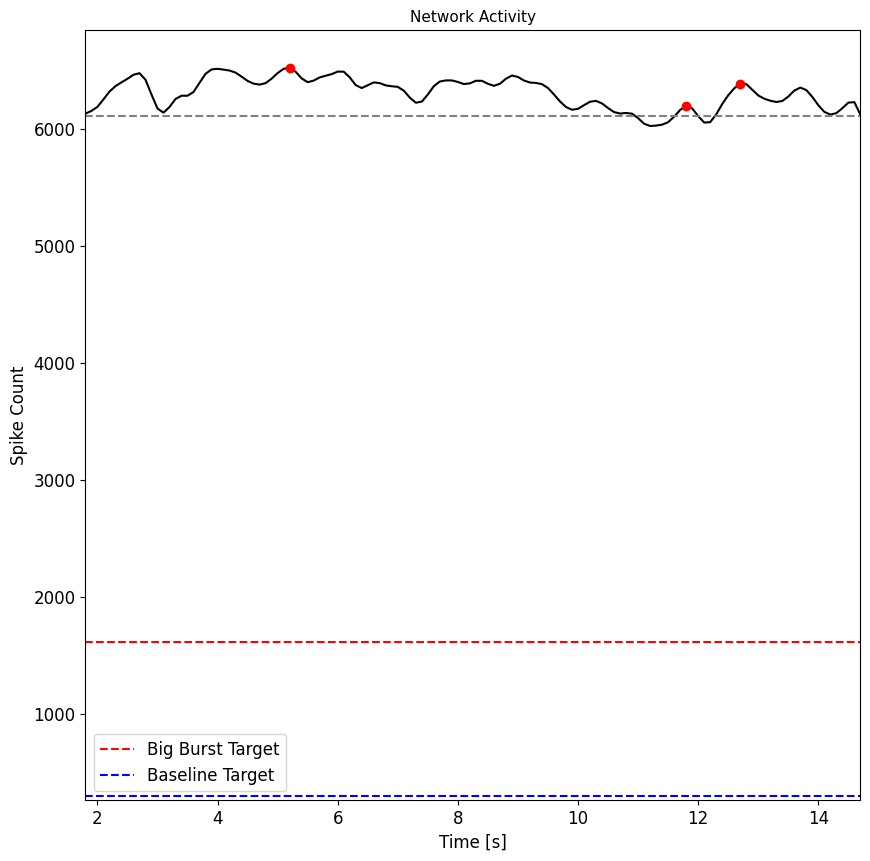 Network Activity
Spike Count
6000
5000
4000
3000
2000
1000
Big Burst Target
Baseline Target
2 4 6 8 10 12 14
Time [s]